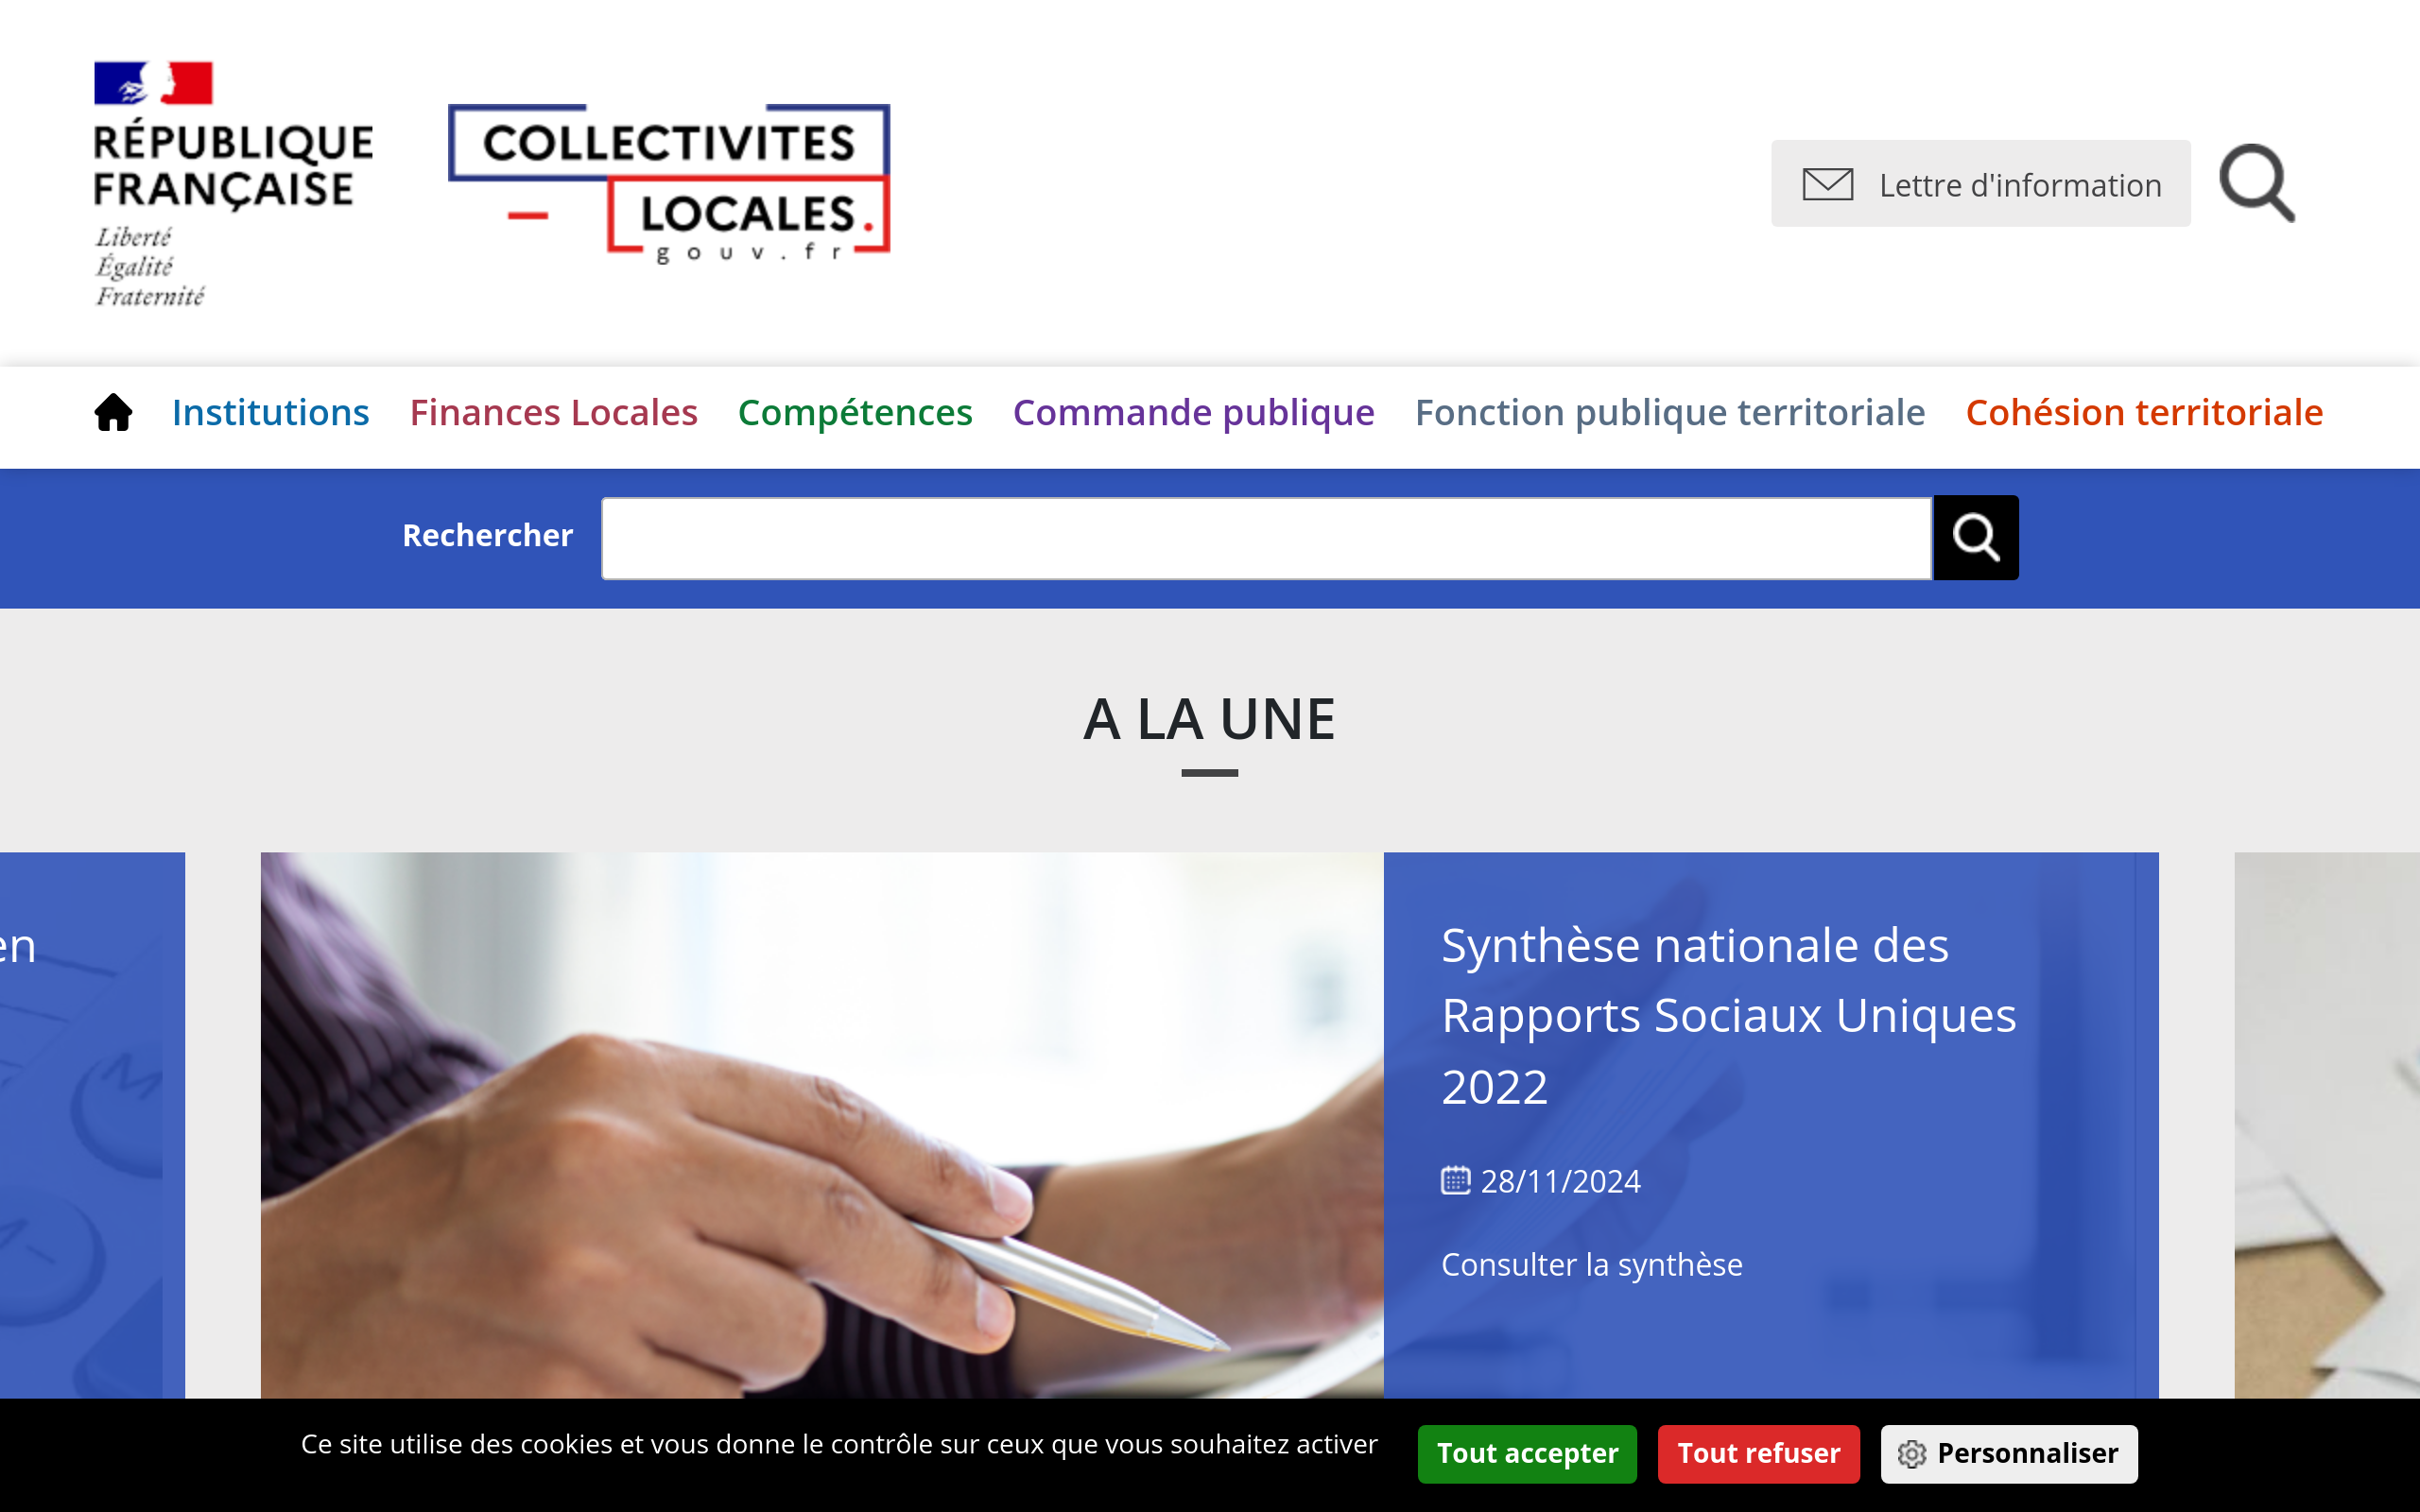 RÉPUBLIQUE
FRANÇAISE
Liberté
Égalité
Fraternité
COLLECTIVITES
LOCALES.
gouv.fr
Lettre d'information
Institutions Finances Locales Compétences Commande publique Fonction publique territoriale Cohésion territoriale
Rechercher
A LA UNE
en
Synthèse nationale des
Rapports Sociaux Uniques
2022
28/11/2024
Consulter la synthèse
Ce site utilise des cookies et vous donne le contrôle sur ceux que vous souhaitez activer
Tout accepter Tout refuser Personnaliser